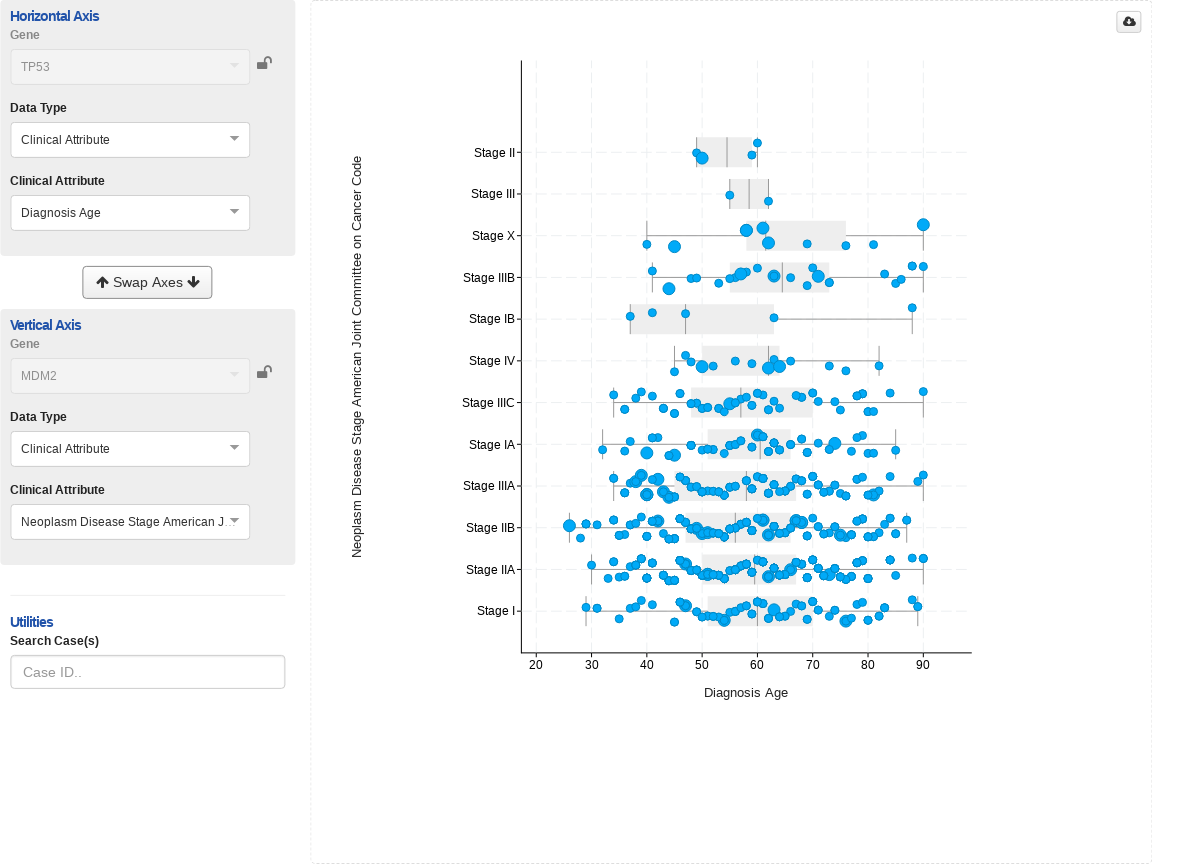 Horizontal Axis
Gene
TP53
Data Type
Clinical Attribute
Clinical Attribute
Diagnosis Age
Swap Axes
Vertical Axis
Gene
MDM2
Data Type
Clinical Attribute
Clinical Attribute
Neoplasm Disease Stage American J...
Utilities
Search Case(s)
Case ID..
Neoplasm Disease Stage American Joint Committee on Cancer Code
Stage II
Stage III
Stage X
Stage IIIB
Stage IB
Stage IV
Stage IIIC
Stage IA
Stage IIIA
Stage IIB
Stage IIA
Stage I
20 30 40 50 60 70 80 90
Diagnosis Age